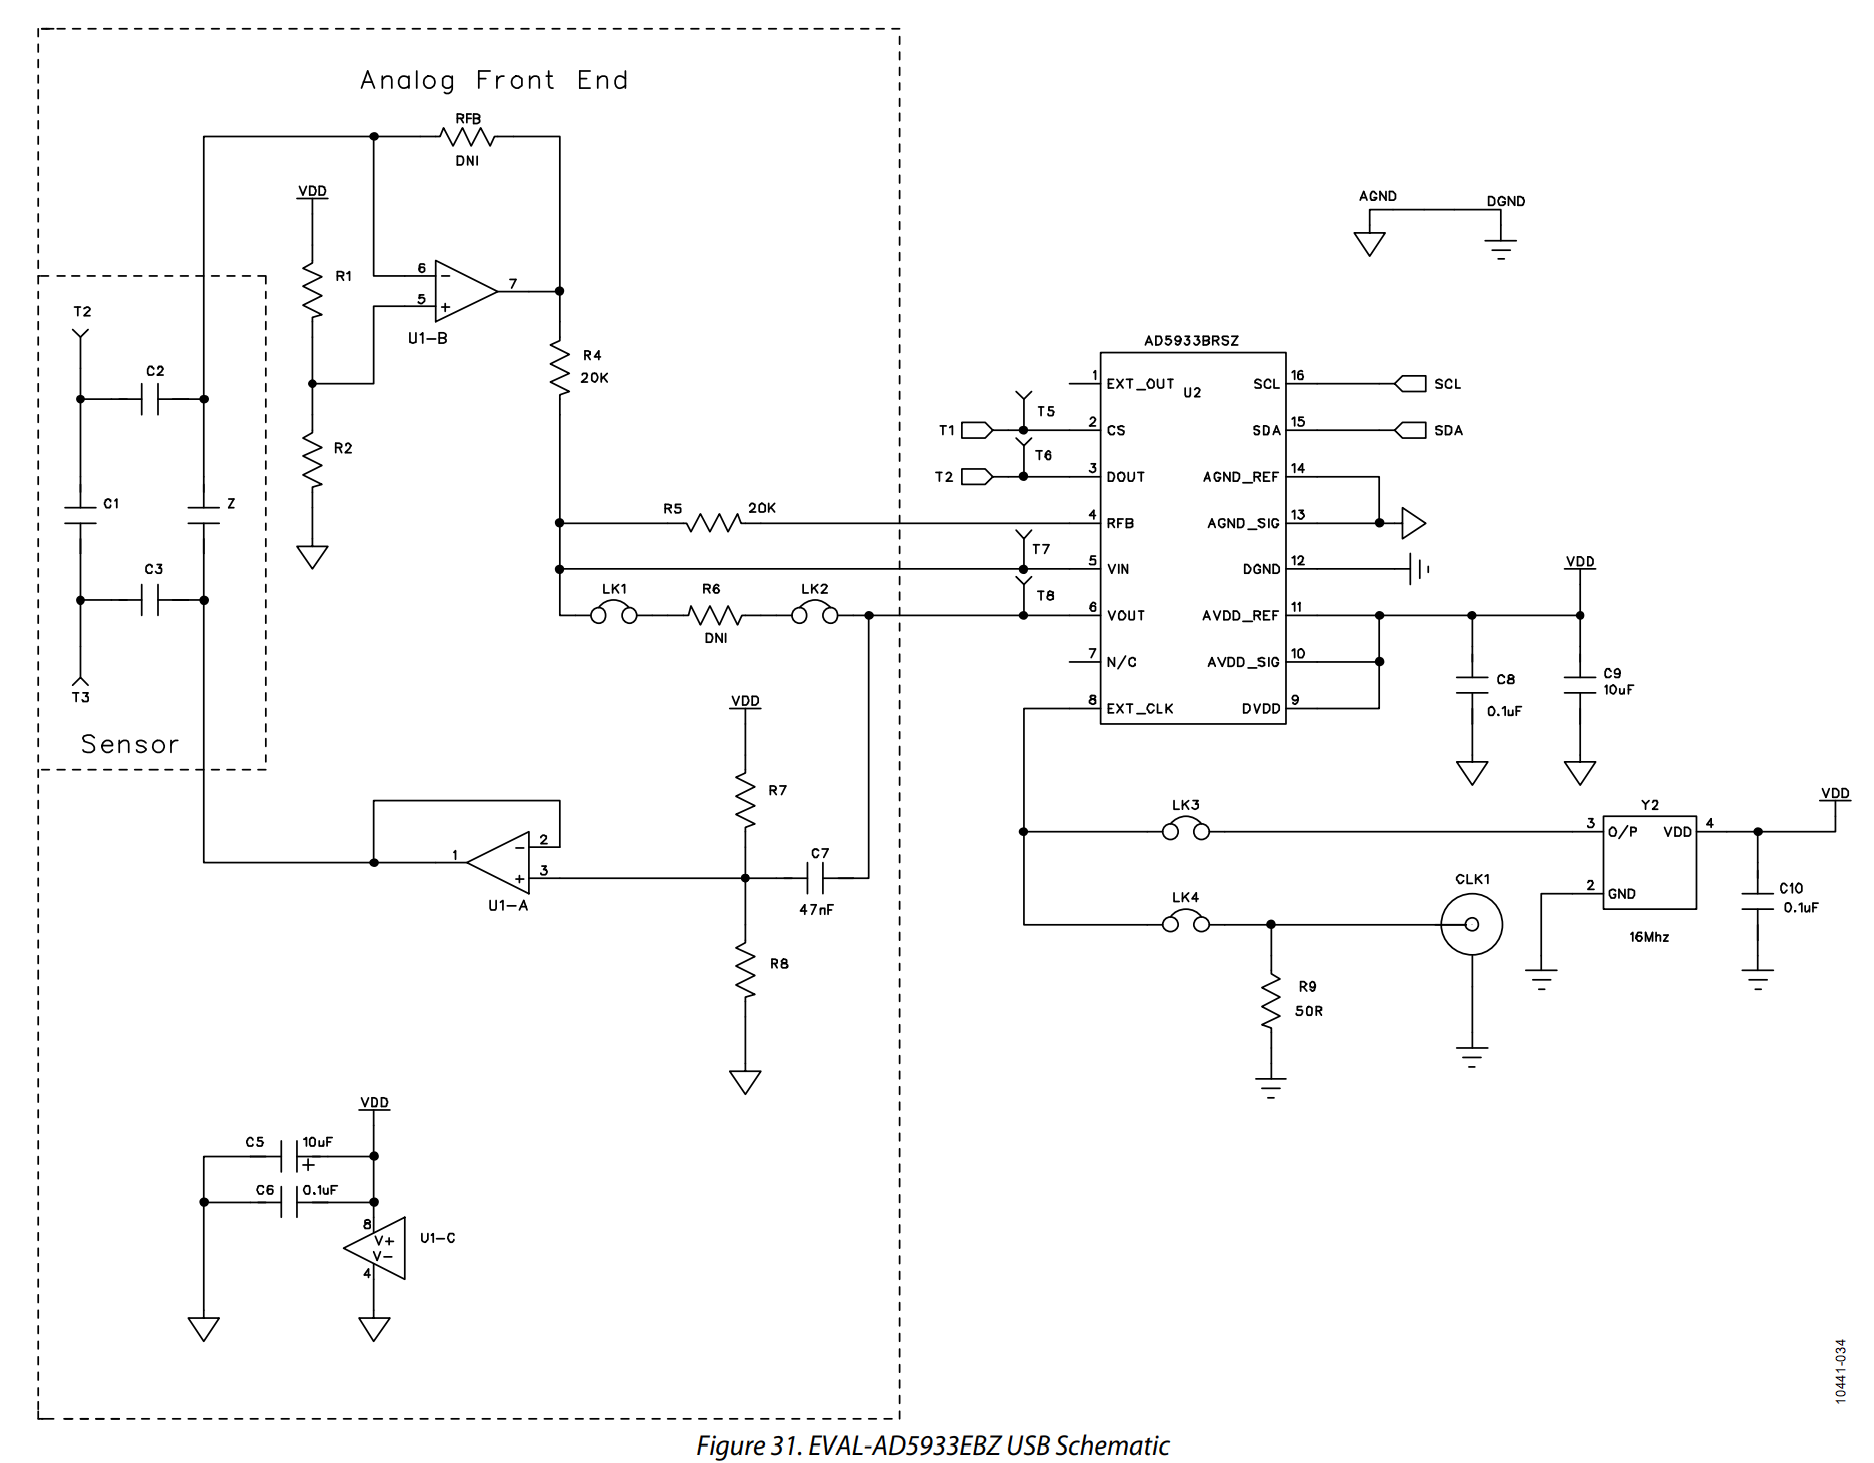 Analog Front End
RFB
DNI
VDD
AGND
DGND
R1
6
−
7
5
+
U1-B
T2
R4
20K
AD5933BRSZ
C2
1 EXT_OUT
U2
SCL 16
SCL
T5
T1
2 CS
SDA 15
SDA
R2
T6
T2
3 DOUT
AGND_REF 14
C1
Z
R5
20K
4 RFB
AGND_SIG 13
T7
5 VIN
DGND 12
VDD
C3
LK1
R6
LK2
DNI
T8
6 VOUT
AVDD_REF 11
7 N/C
AVDD_SIG 10
C8
0.1uF
C9
10uF
T3
VDD
8 EXT_CLK
DVDD 9
Sensor
R7
LK3
Y2
VDD
3 O/P
VDD 4
2
−
1
3
+
U1-A
C7
47nF
LK4
CLK1
2 GND
C10
0.1uF
16Mhz
R8
R9
50R
VDD
C5
10uF
+
C6
0.1uF
8
V+
V−
4
U1-C
10441-034
Figure 31. EVAL-AD5933EBZ USB Schematic